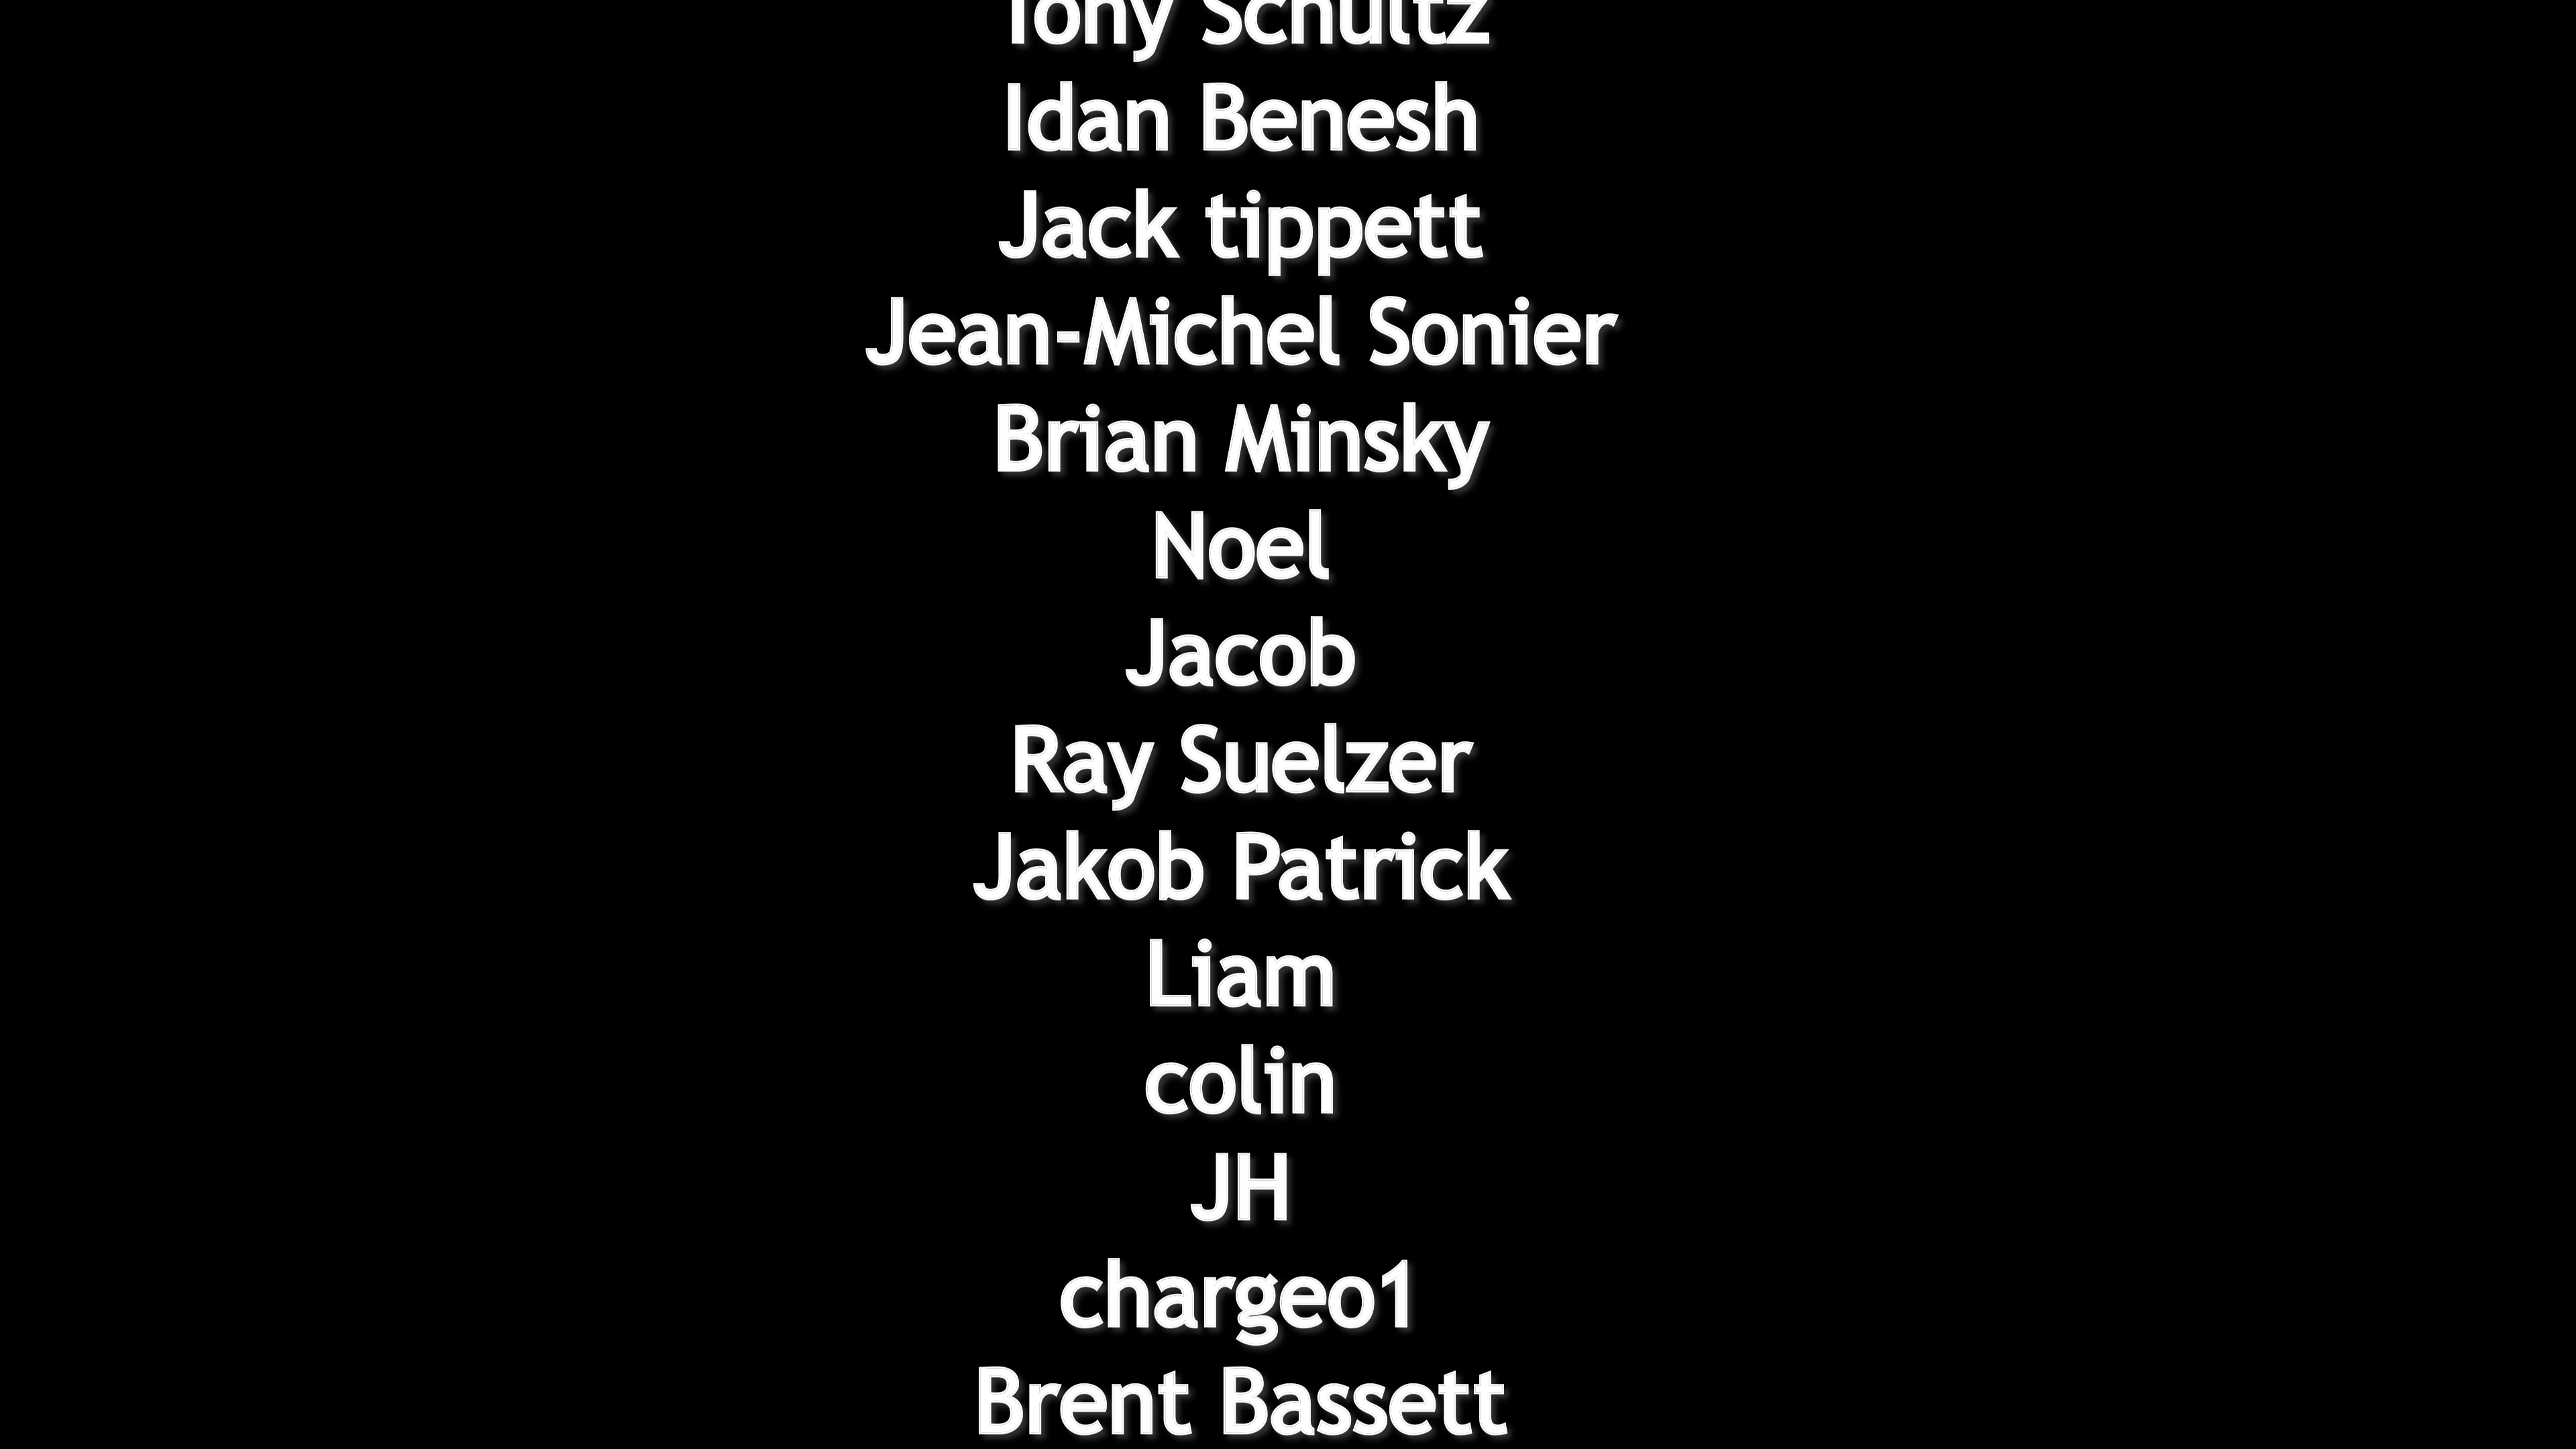 Tony Schultz
Idan Benesh
Jack tippett
Jean-Michel Sonier
Brian Minsky
Noel
Jacob
Ray Suelzer
Jakob Patrick
Liam
colin
JH
chargeo1
Brent Bassett